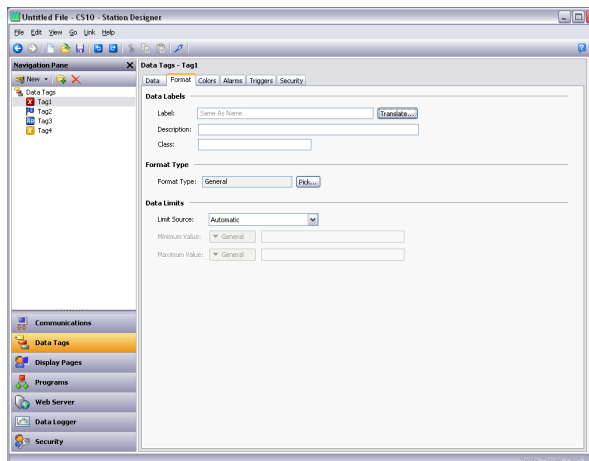 Untitled File - CS10 - Station Designer
File Edit View Go Link Help
Navigation Pane
New
Data Tags
Tag1
Tag2
Tag3
Tag4
Communications
Data Tags
Display Pages
Programs
Web Server
Data Logger
Security
Data Tags - Tag1
Data Format Colors Alarms Triggers Security
Data Labels
Label: Same As Name Translate...
Description:
Class:
Format Type
Format Type: General Pick...
Data Limits
Limit Source: Automatic
Minimum Value: General
Maximum Value: General